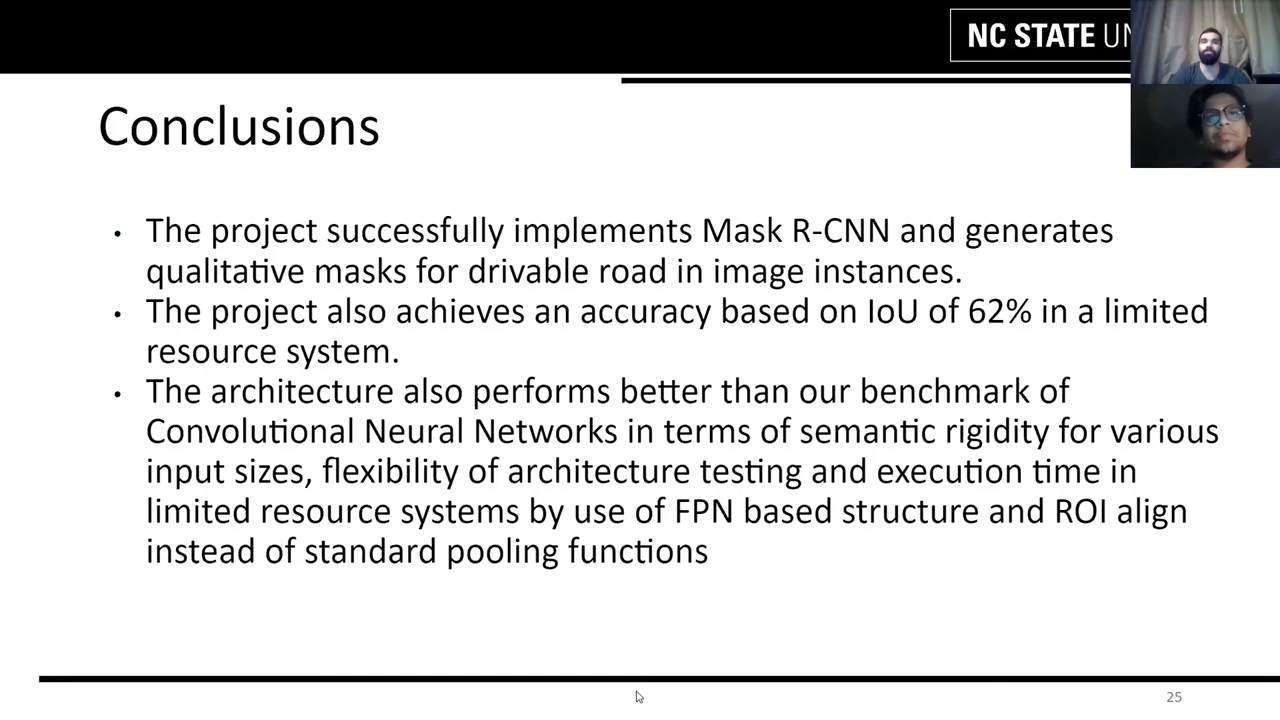 NC STATE UN
Conclusions
• The project successfully implements Mask R-CNN and generates
qualitative masks for drivable road in image instances.
• The project also achieves an accuracy based on IoU of 62% in a limited
resource system.
• The architecture also performs better than our benchmark of
Convolutional Neural Networks in terms of semantic rigidity for various
input sizes, flexibility of architecture testing and execution time in
limited resource systems by use of FPN based structure and ROI align
instead of standard pooling functions
25